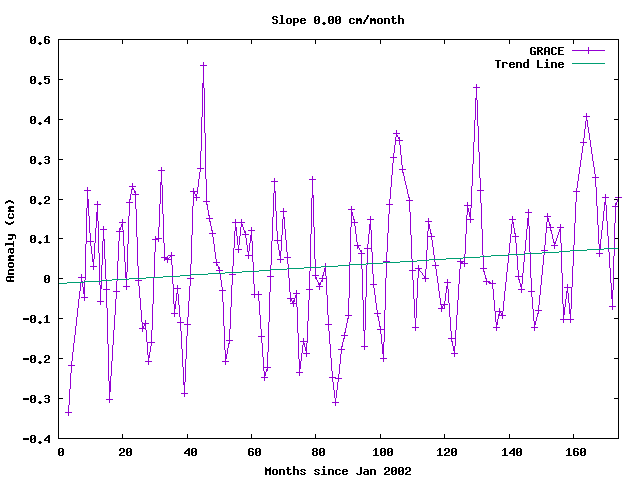 Slope 0.00 cm/month
GRACE
Trend Line
0.6
0.5
0.4
0.3
0.2
0.1
0
-0.1
-0.2
-0.3
-0.4
Anomaly (cm)
0 20 40 60 80 100 120 140 160
Months since Jan 2002